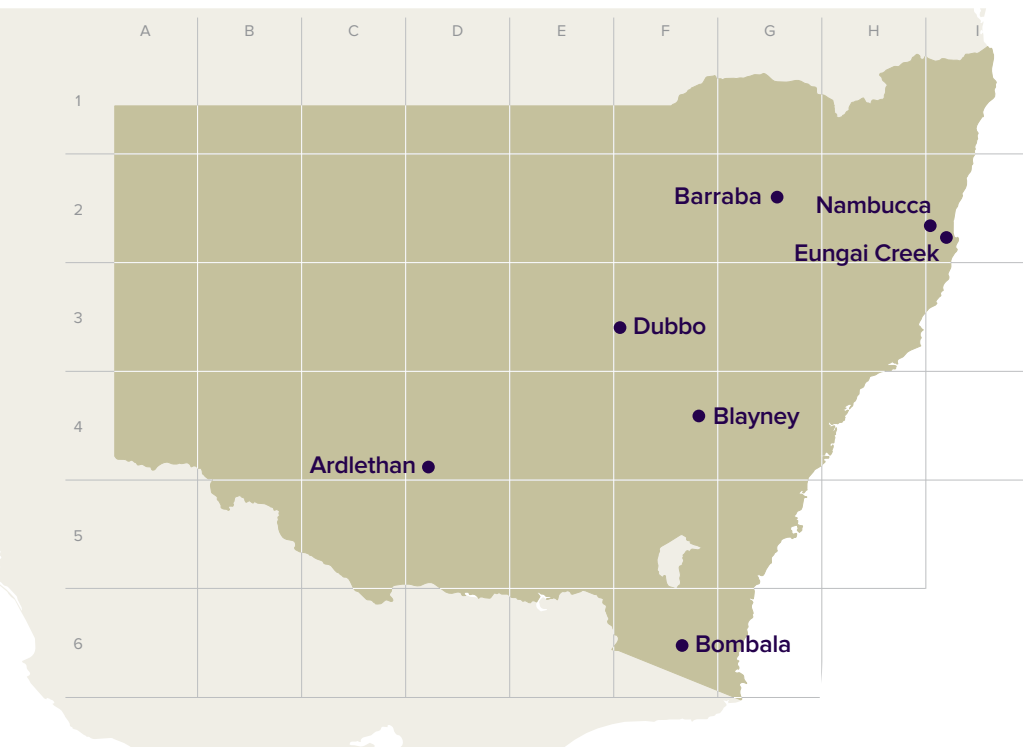 A B C D E F G H I
1
2
Barraba
Nambucca
Eungai Creek
3
Dubbo
4
Blayney
Ardlethan
5
6
Bombala